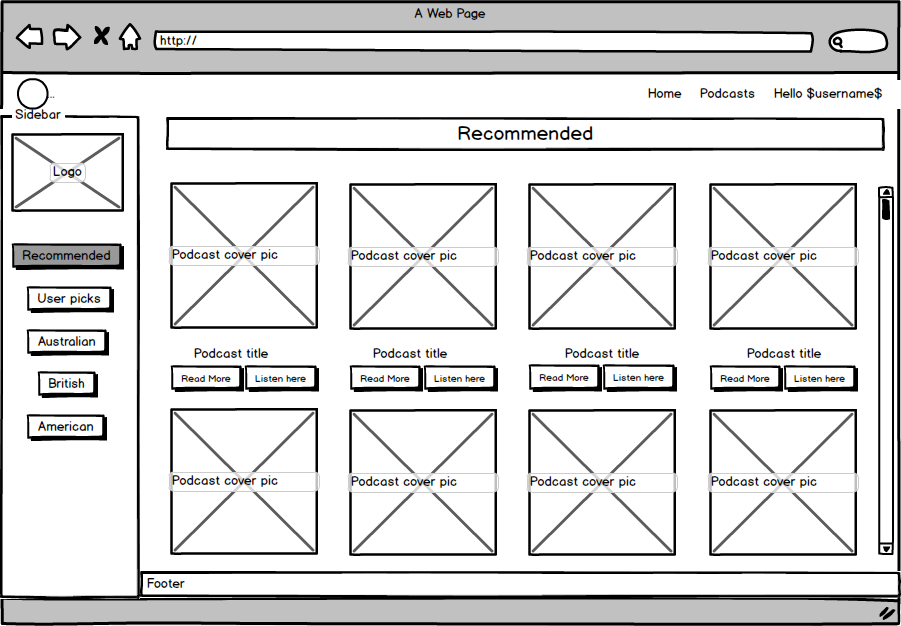 A Web Page
http://
Home Podcasts Hello $username$
Sidebar
Logo
Recommended
User picks
Australian
British
American
Recommended
Podcast cover pic Podcast cover pic Podcast cover pic Podcast cover pic
Podcast title Podcast title Podcast title Podcast title
Read More Listen here Read More Listen here Read More Listen here Read More Listen here
Podcast cover pic Podcast cover pic Podcast cover pic Podcast cover pic
Footer